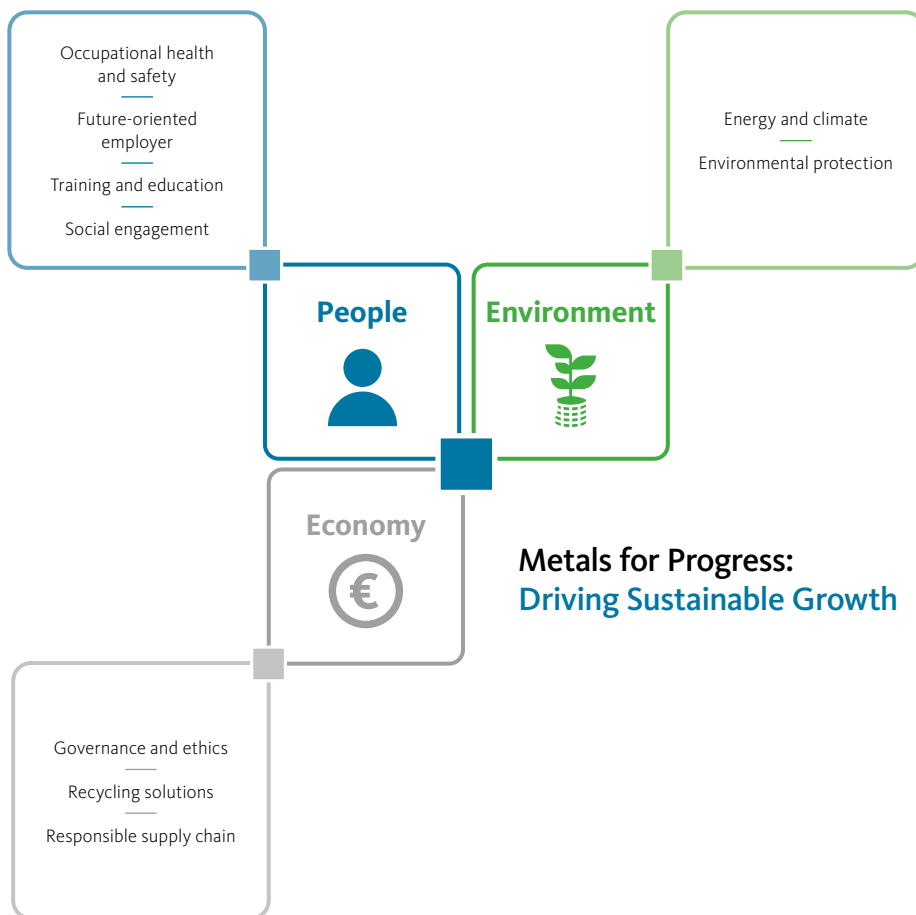 Occupational health
and safety
Future-oriented
employer
Training and education
Social engagement
Energy and climate
Environmental protection
People
Environment
Economy
€
Metals for Progress:
Driving Sustainable Growth
Governance and ethics
Recycling solutions
Responsible supply chain